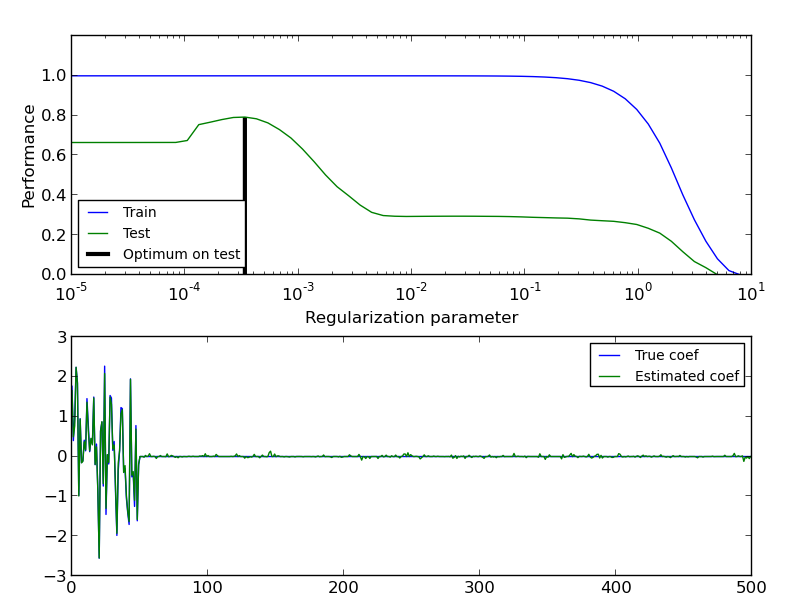 1.0
0.8
0.6
0.4
0.2
0.0
Performance
Train
Test
Optimum on test
10^-5 10^-4 10^-3 10^-2 10^-1 10^0 10^1
Regularization parameter
3
2
1
0
−1
−2
−3
True coef
Estimated coef
0 100 200 300 400 500